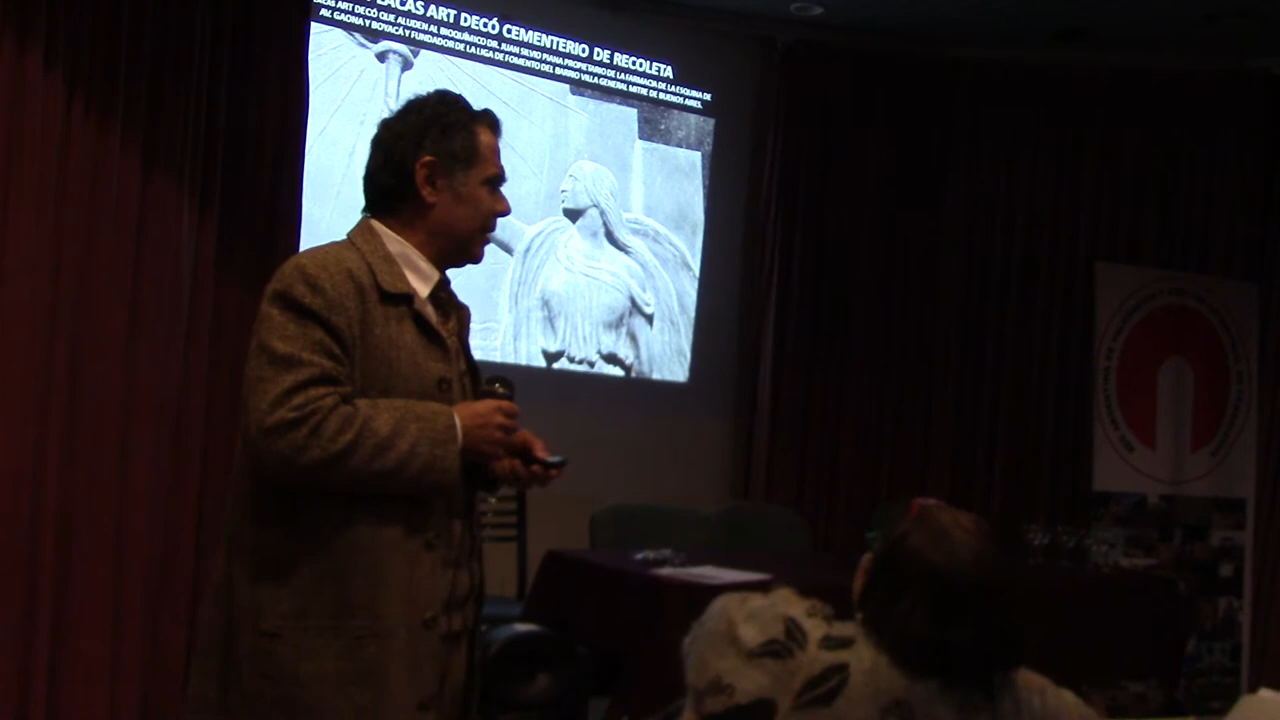 PLACAS ART DECÓ CEMENTERIO DE RECOLETA
PLACAS ART DECÓ QUE ALUDEN AL BIOQUÍMICO DR. JUAN SILVIO PIANA PROPIETARIO DE LA FARMACIA DE LA ESQUINA DE
AV. GAONA Y BOYACÁ Y FUNDADOR DE LA LIGA DE FOMENTO DEL BARRIO VILLA GENERAL MITRE DE BUENOS AIRES.